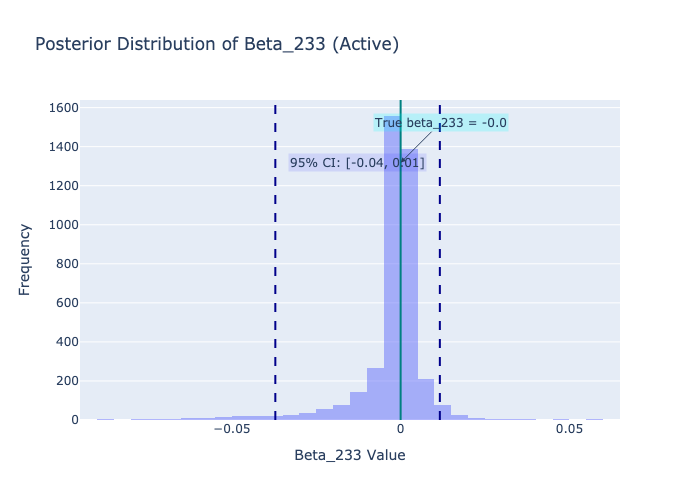 Posterior Distribution of Beta_233 (Active)
1600
1400
1200
1000
800
600
400
200
0
Frequency
True beta_233 = -0.0
95% CI: [-0.04, 0.01]
−0.05
0
0.05
Beta_233 Value